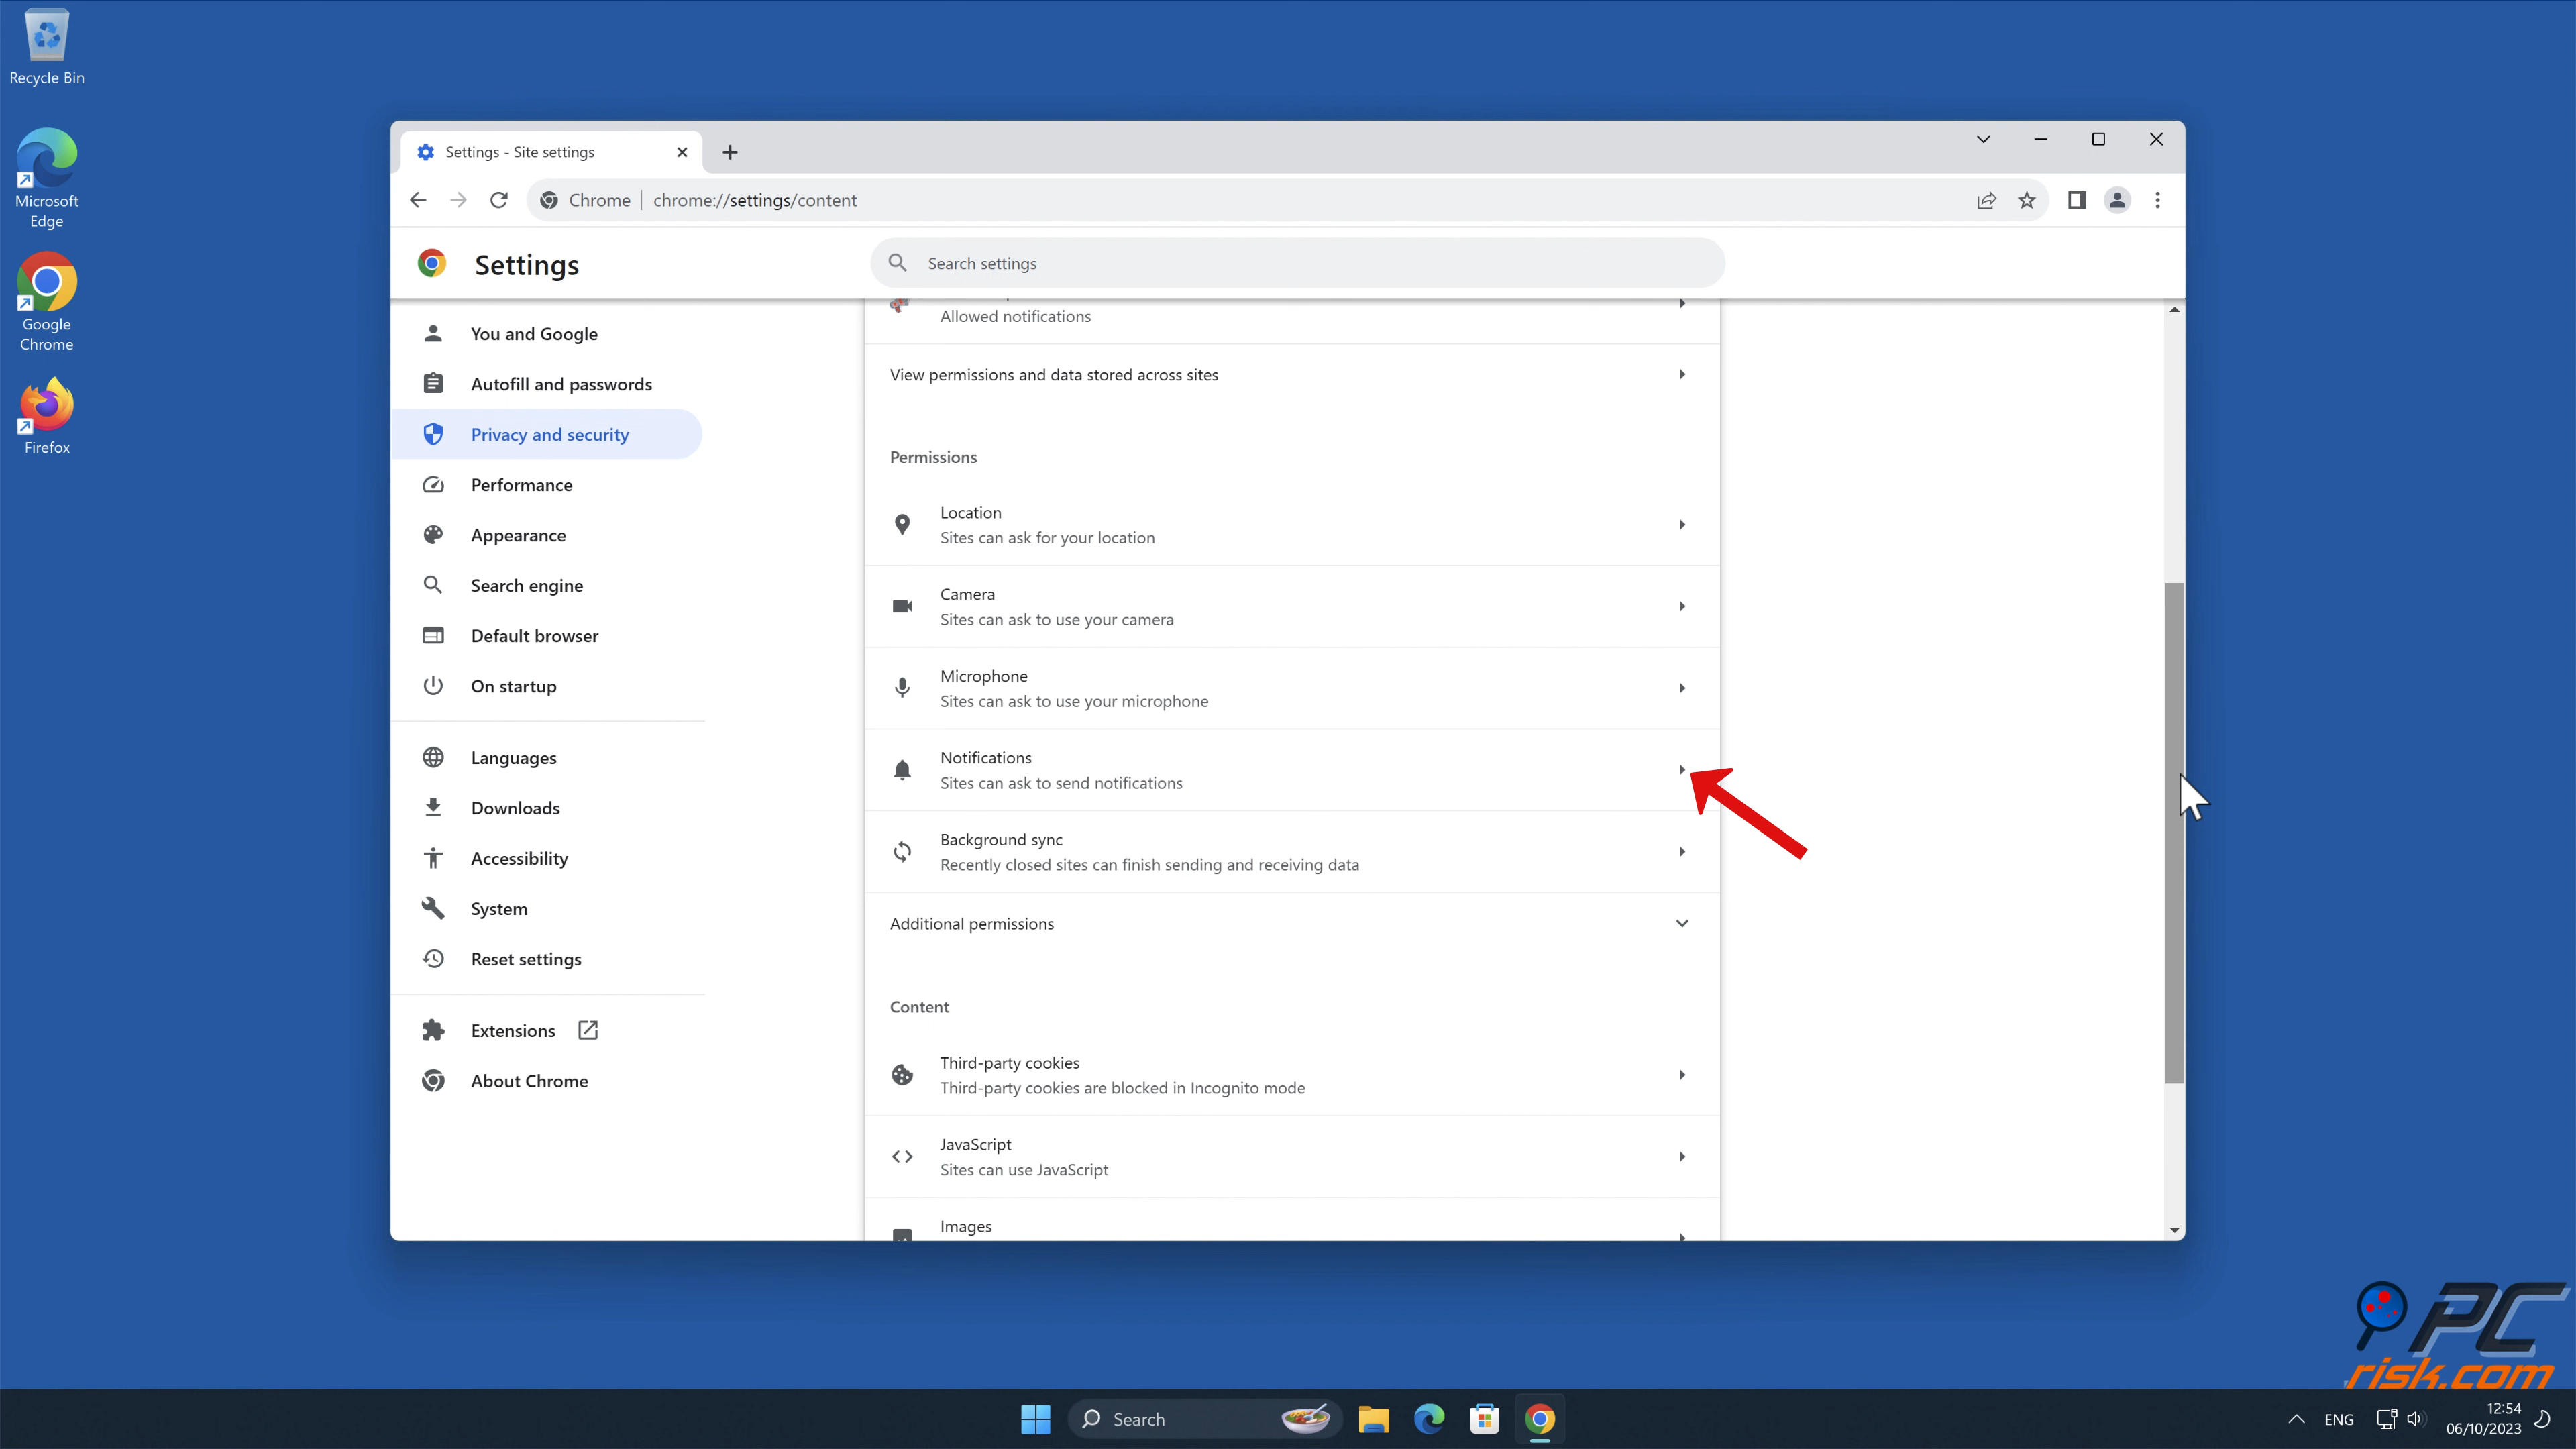 Recycle Bin
Microsoft
Edge
Google
Chrome
Firefox
Settings - Site settings
Chrome
chrome://settings/content
Settings
Search settings
You and Google
Autofill and passwords
Privacy and security
Performance
Appearance
Search engine
Default browser
On startup
Languages
Downloads
Accessibility
System
Reset settings
Extensions
About Chrome
Allowed notifications
View permissions and data stored across sites
Permissions
Location
Sites can ask for your location
Camera
Sites can ask to use your camera
Microphone
Sites can ask to use your microphone
Notifications
Sites can ask to send notifications
Background sync
Recently closed sites can finish sending and receiving data
Additional permissions
Content
Third-party cookies
Third-party cookies are blocked in Incognito mode
JavaScript
Sites can use JavaScript
Images
PC
risk.com
Search
ENG
12:54
06/10/2023